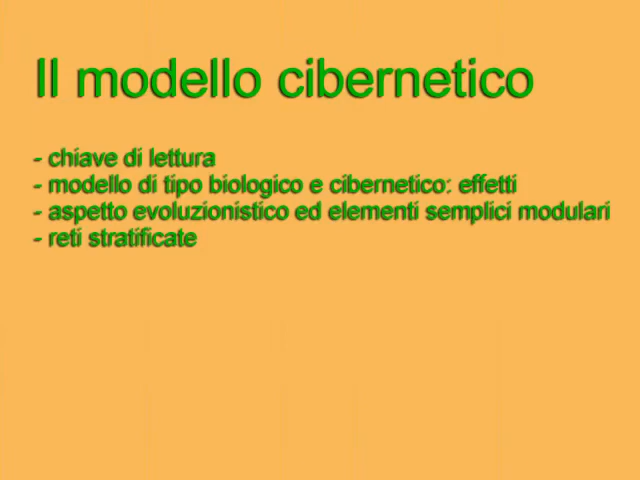 Il modello cibernetico
- chiave di lettura
- modello di tipo biologico e cibernetico: effetti
- aspetto evoluzionistico ed elementi semplici modulari
- reti stratificate